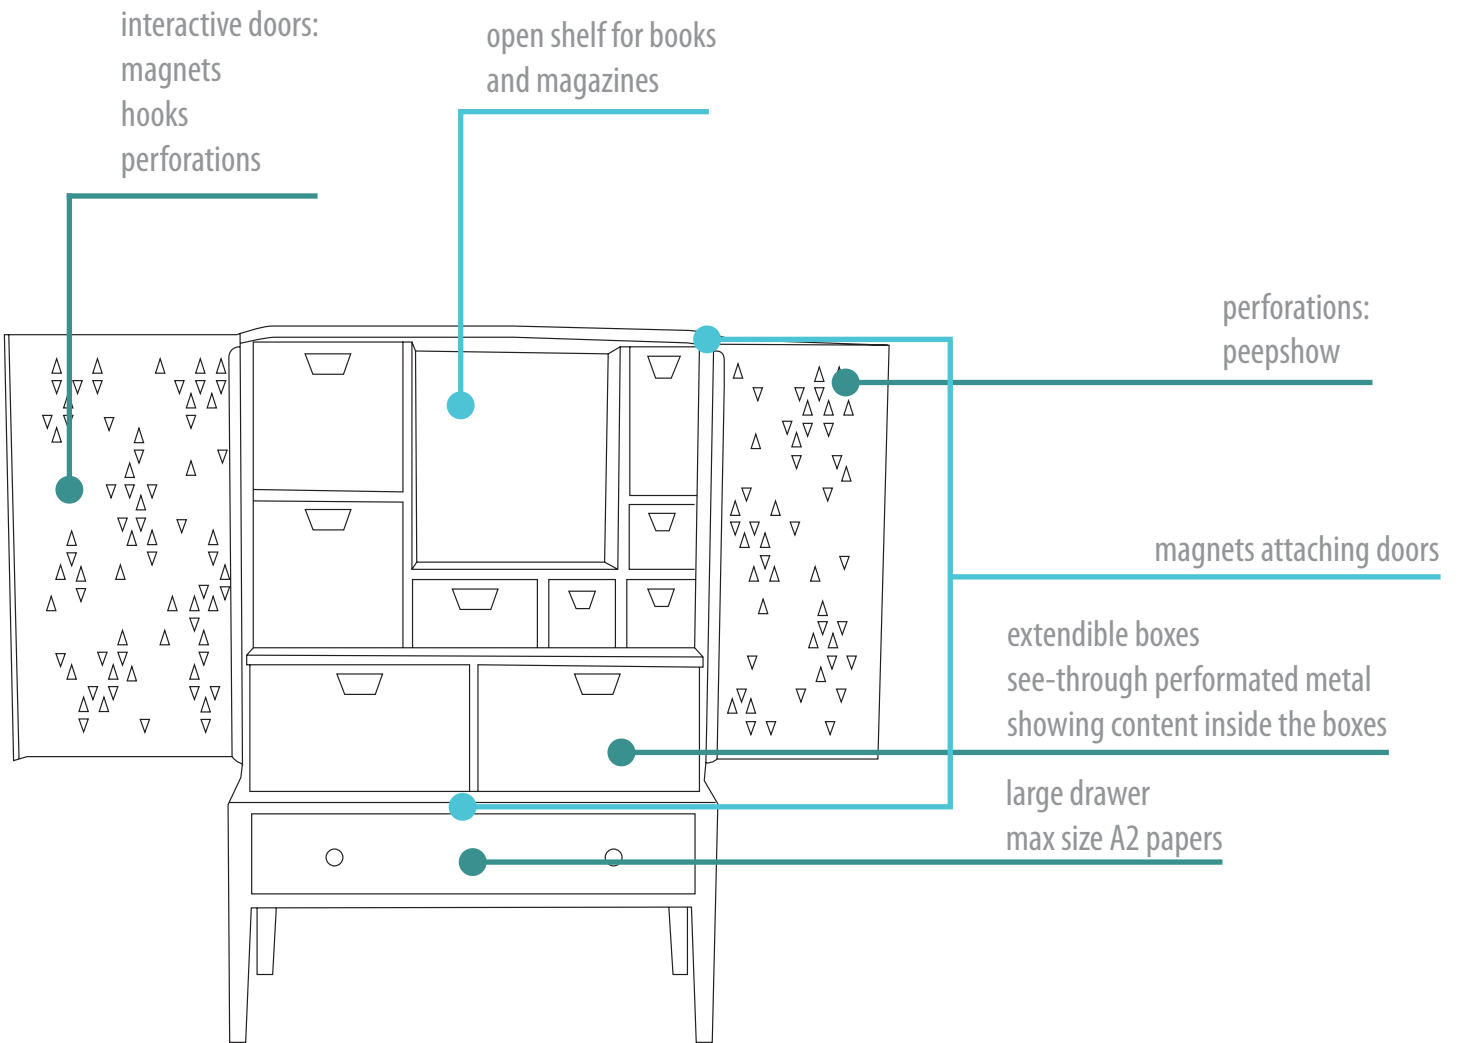 interactive doors:
magnets
hooks
perforations
open shelf for books
and magazines
perforations:
peepshow
magnets attaching doors
extendible boxes
see-through performated metal
showing content inside the boxes
large drawer
max size A2 papers